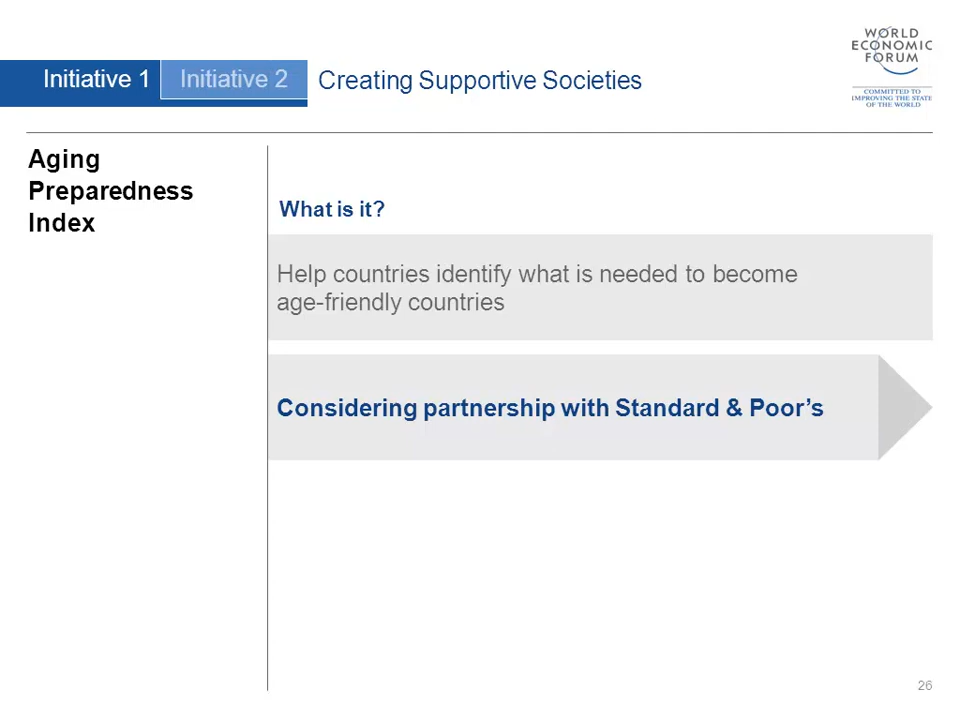 WORLD
ECONOMIC
FORUM
COMMITTED TO
IMPROVING THE STATE
OF THE WORLD
Initiative 1
Initiative 2
Creating Supportive Societies
Aging
Preparedness
Index
What is it?
Help countries identify what is needed to become
age-friendly countries
Considering partnership with Standard & Poor’s
26